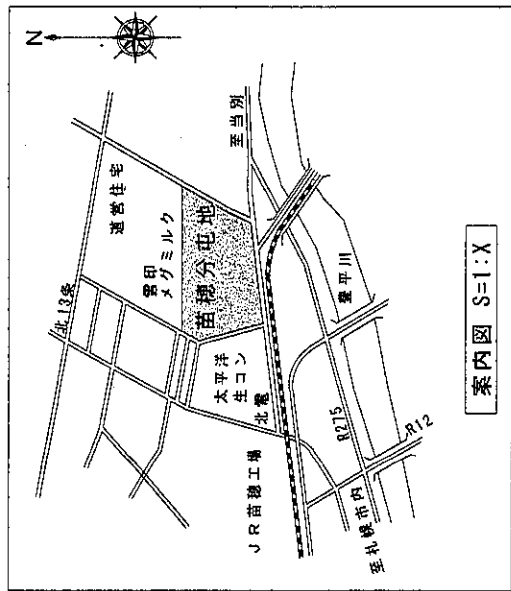 N
北13条
道営住宅
雪印
メグミルク
苗穂分屯地
至当別
太平洋
生コン
北電
JR苗穂工場
豊平川
R275
R12
至札幌市内
案内図 S=1:X